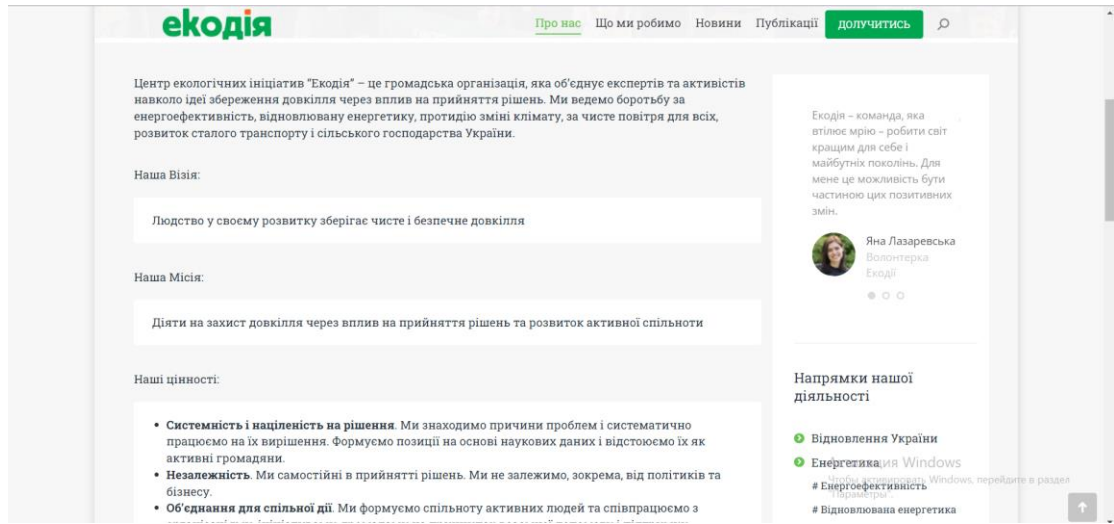 екодія
Про нас Що ми робимо Новини Публікації ДОЛУЧИТИСЬ
Центр екологічних ініціатив “Екодія” – це громадська організація, яка об’єднує експертів та активістів
навколо ідеї збереження довкілля через вплив на прийняття рішень. Ми ведемо боротьбу за
енергоефективність, відновлювану енергетику, протидію зміні клімату, за чисте повітря для всіх,
розвиток сталого транспорту і сільського господарства України.
Наша Візія:
Людство у своєму розвитку зберігає чисте і безпечне довкілля
Наша Місія:
Діяти на захист довкілля через вплив на прийняття рішень та розвиток активної спільноти
Наші цінності:
• Системність і націленість на рішення. Ми знаходимо причини проблем і систематично
працюємо на їх вирішення. Формуємо позиції на основі наукових даних і відстоюємо їх як
активні громадяни.
• Незалежність. Ми самостійні в прийнятті рішень. Ми не залежимо, зокрема, від політиків та
бізнесу.
• Об’єднання для спільної дії. Ми формуємо спільноту активних людей та співпрацюємо з
Екодія – команда, яка
втілює мрію – робити світ
кращим для себе і
майбутніх поколінь. Для
мене це можливість бути
частиною цих позитивних
змін.
Яна Лазаревська
Волонтерка
Екодії
Напрямки нашої
діяльності
Відновлення України
Енергетика
# Енергоефективність
# Відновлювана енергетика
Активация Windows
Чтобы активировать Windows, перейдите в раздел
"Параметры".